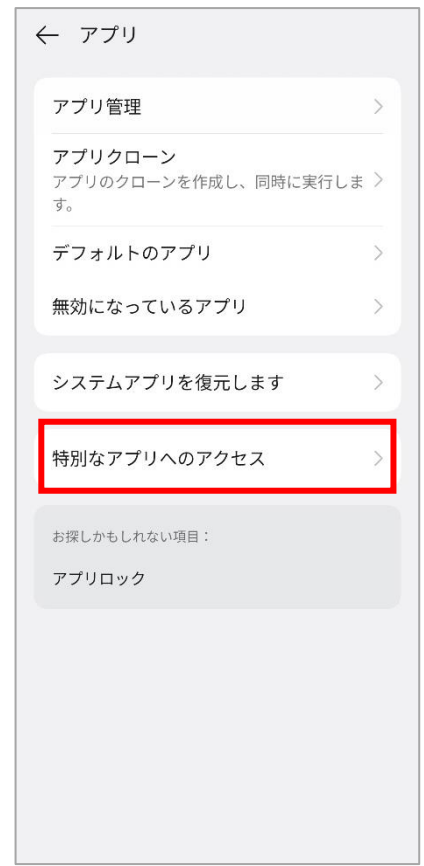 ← アプリ
アプリ管理
アプリクローン
アプリのクローンを作成し、同時に実行しま
す。
デフォルトのアプリ
無効になっているアプリ
システムアプリを復元します
特別なアプリへのアクセス
お探しかもしれない項目：
アプリロック